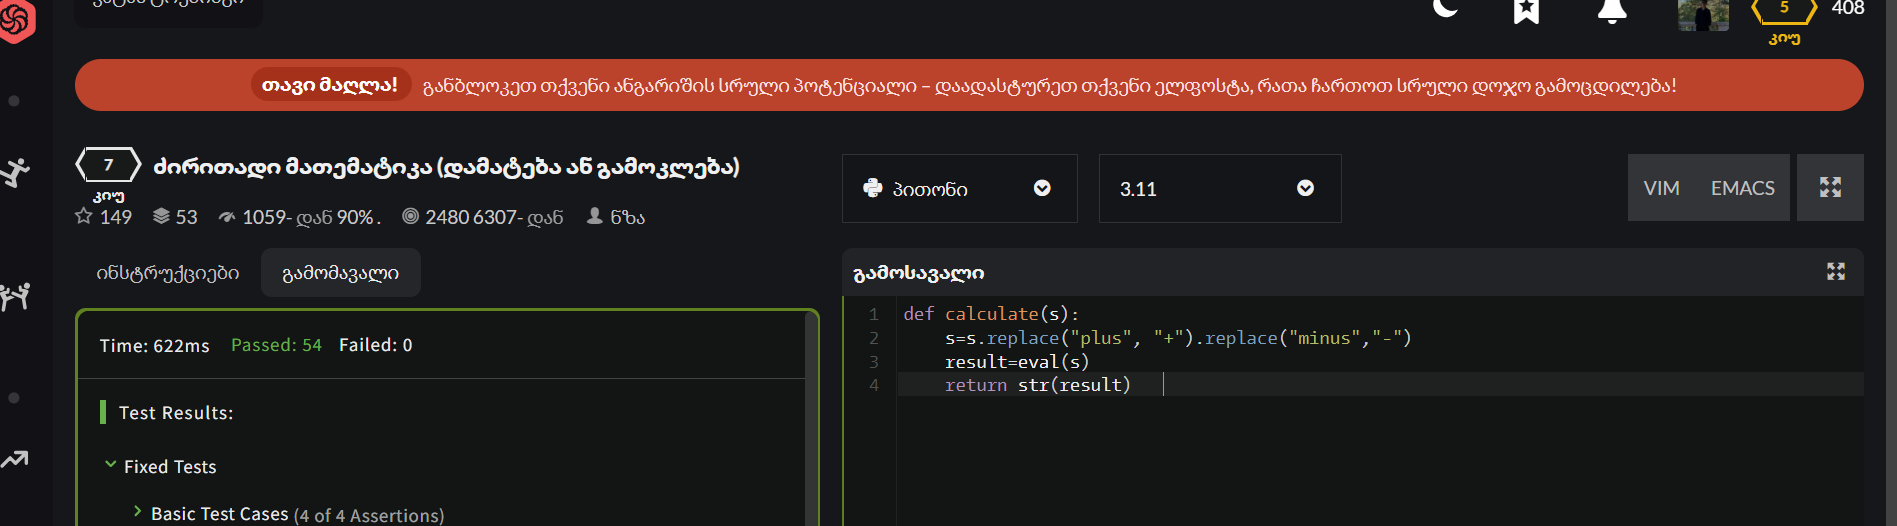 5
408
კიუ
თავი მაღლა! განბლოკეთ თქვენი ანგარიშის სრული პოტენციალი – დაადასტურეთ თქვენი ელფოსტა, რათა ჩართოთ სრული დოჯო გამოცდილება!
7
კიუ
ძირითადი მათემატიკა (დამატება ან გამოკლება)
149 53 1059- დან 90% . 2480 6307- დან ნზა
პითონი
3.11
VIM EMACS
ინსტრუქციები გამომავალი
Time: 622ms Passed: 54 Failed: 0
Test Results:
Fixed Tests
Basic Test Cases (4 of 4 Assertions)
გამოსავალი
1 def calculate(s):
2 s=s.replace("plus", "+").replace("minus","-")
3 result=eval(s)
4 return str(result)